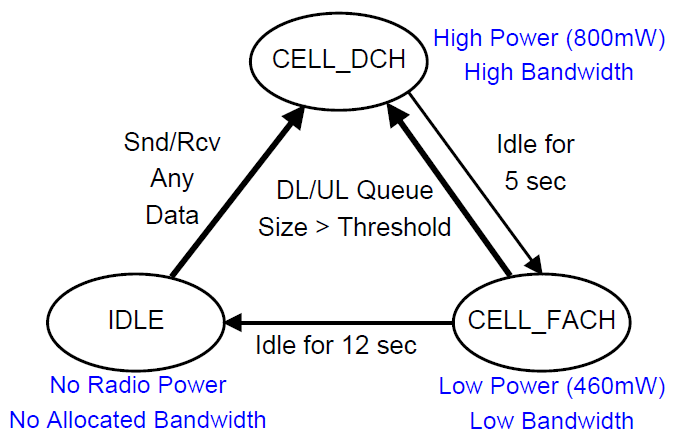 CELL_DCH
High Power (800mW)
High Bandwidth
Snd/Rcv
Any
Data
DL/UL Queue
Size > Threshold
Idle for
5 sec
IDLE
CELL_FACH
Idle for 12 sec
No Radio Power
No Allocated Bandwidth
Low Power (460mW)
Low Bandwidth